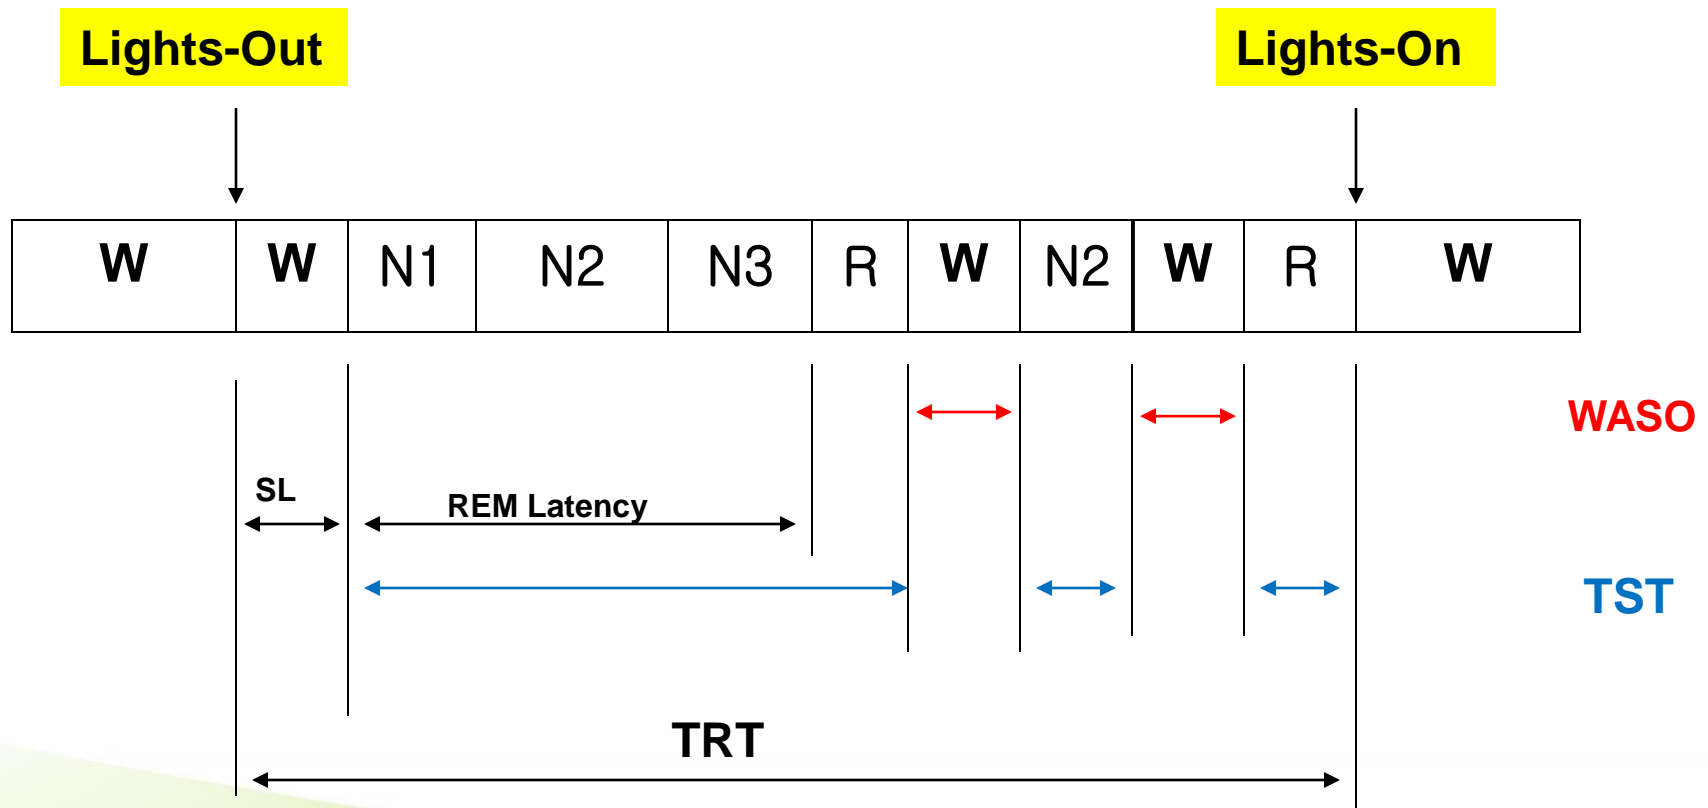 Lights-Out Lights-On
W W N1 N2 N3 R W N2 W R W
WASO
SL
REM Latency
TST
TRT